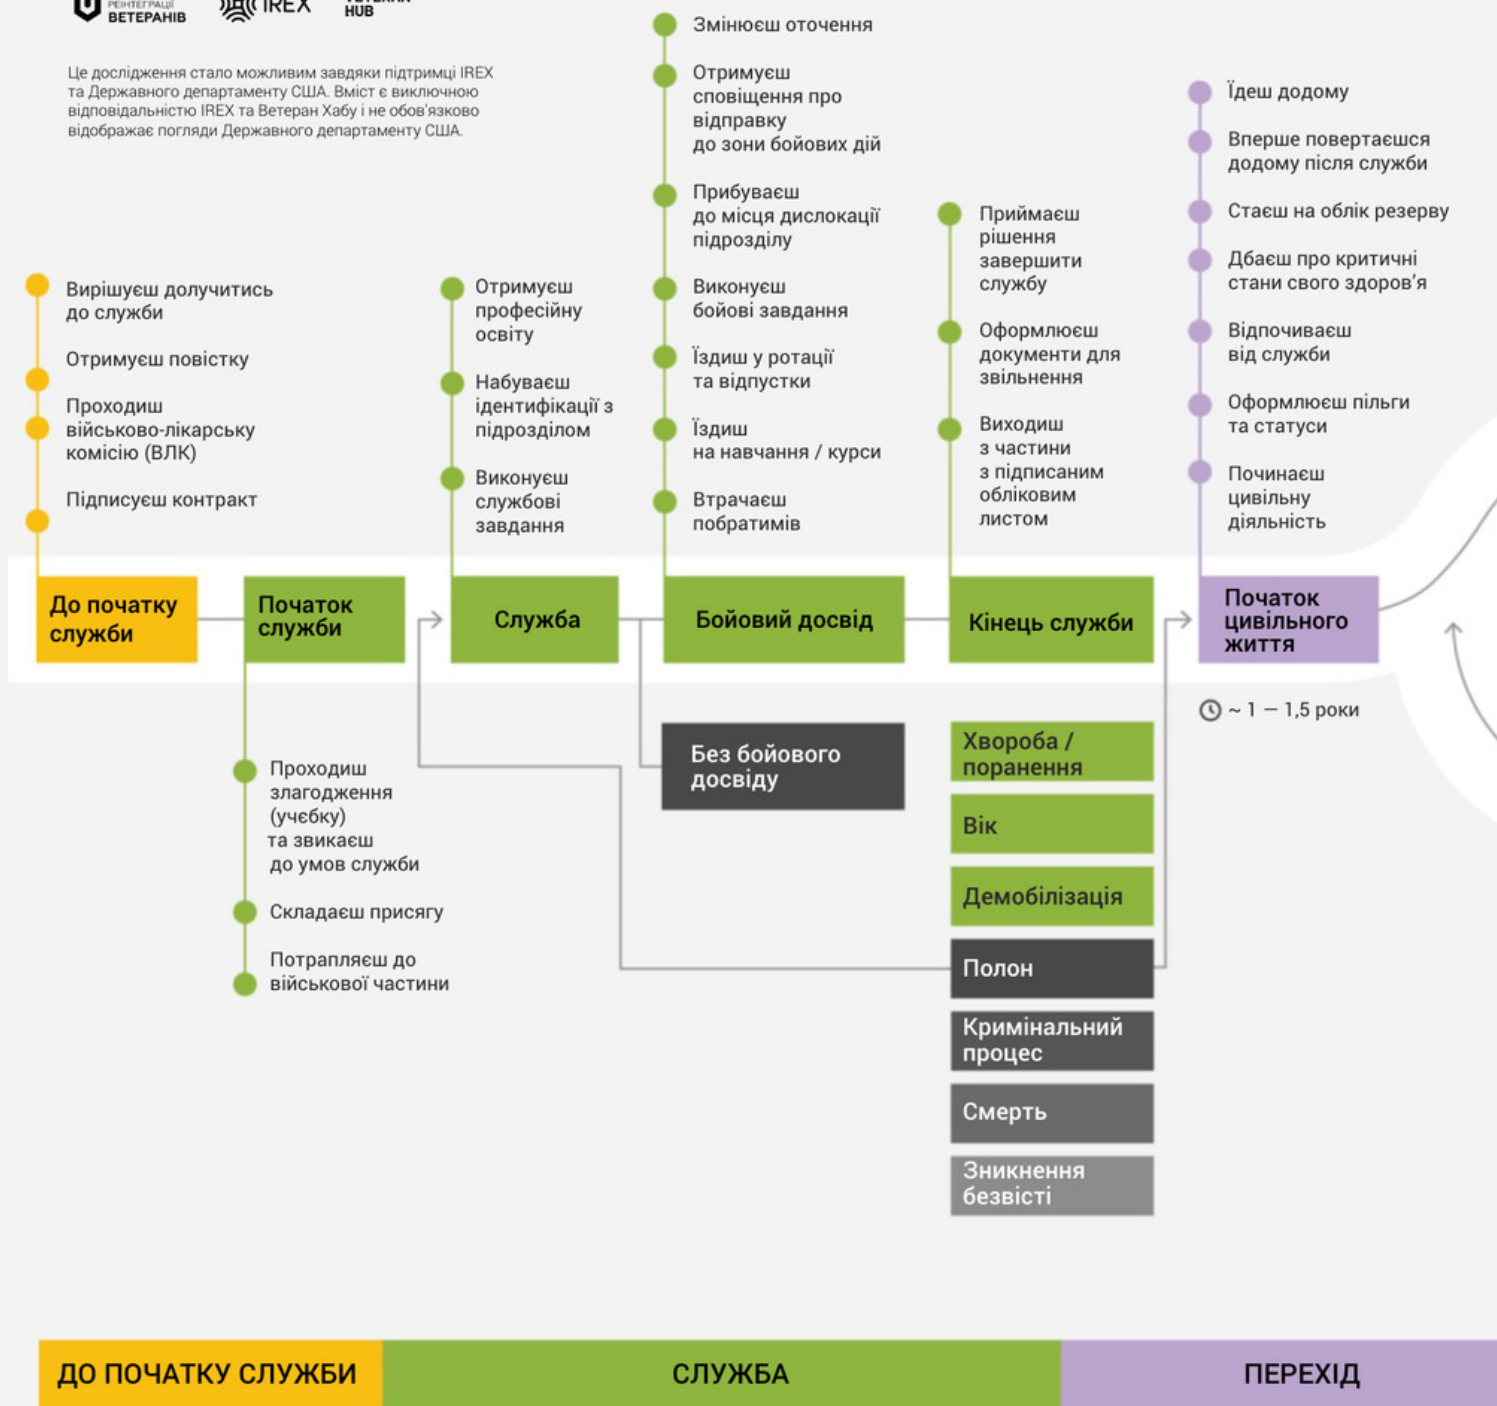 РЕІНТЕГРАЦІЇ
ВЕТЕРАНІВ
IREX
HUB
Це дослідження стало можливим завдяки підтримці IREX
та Державного департаменту США. Вміст є виключною
відповідальністю IREX та Ветеран Хабу і не обов'язково
відображає погляди Державного департаменту США.
Вирішуєш долучитись
до служби
Отримуєш повістку
Проходиш
військово-лікарську
комісію (ВЛК)
Підписуєш контракт
Отримуєш
професійну
освіту
Набуваєш
ідентифікації з
підрозділом
Виконуєш
службові
завдання
Змінюєш оточення
Отримуєш
сповіщення про
відправку
до зони бойових дій
Прибуваєш
до місця дислокації
підрозділу
Виконуєш
бойові завдання
Їздиш у ротації
та відпустки
Їздиш
на навчання / курси
Втрачаєш
побратимів
Приймаєш
рішення
завершити
службу
Оформлюєш
документи для
звільнення
Виходиш
з частини
з підписаним
обліковим
листом
Їдеш додому
Вперше повертаєшся
додому після служби
Стаєш на облік резерву
Дбаєш про критичні
стани свого здоров'я
Відпочиваєш
від служби
Оформлюєш пільги
та статуси
Починаєш
цивільну
діяльність
До початку
служби
Початок
служби
Служба
Бойовий досвід
Кінець служби
Початок
цивільного
життя
~ 1 — 1,5 роки
Проходиш
злагодження
(учєбку)
та звикаєш
до умов служби
Складаєш присягу
Потрапляєш до
військової частини
Без бойового
досвіду
Хвороба /
поранення
Вік
Демобілізація
Полон
Кримінальний
процес
Смерть
Зникнення
безвісті
ДО ПОЧАТКУ СЛУЖБИ
СЛУЖБА
ПЕРЕХІД